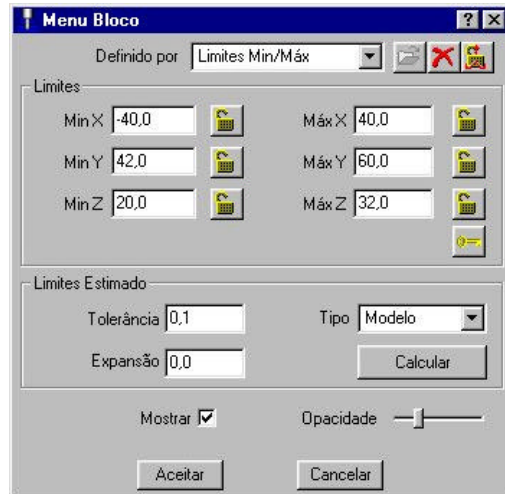 Menu Bloco
Definido por Limites Min/Máx
Limites
Min X -40,0 Máx X 40,0
Min Y 42,0 Máx Y 60,0
Min Z 20,0 Máx Z 32,0
Limites Estimado
Tolerância 0,1 Tipo Modelo
Expansão 0,0 Calcular
Mostrar Opacidade
Aceitar Cancelar